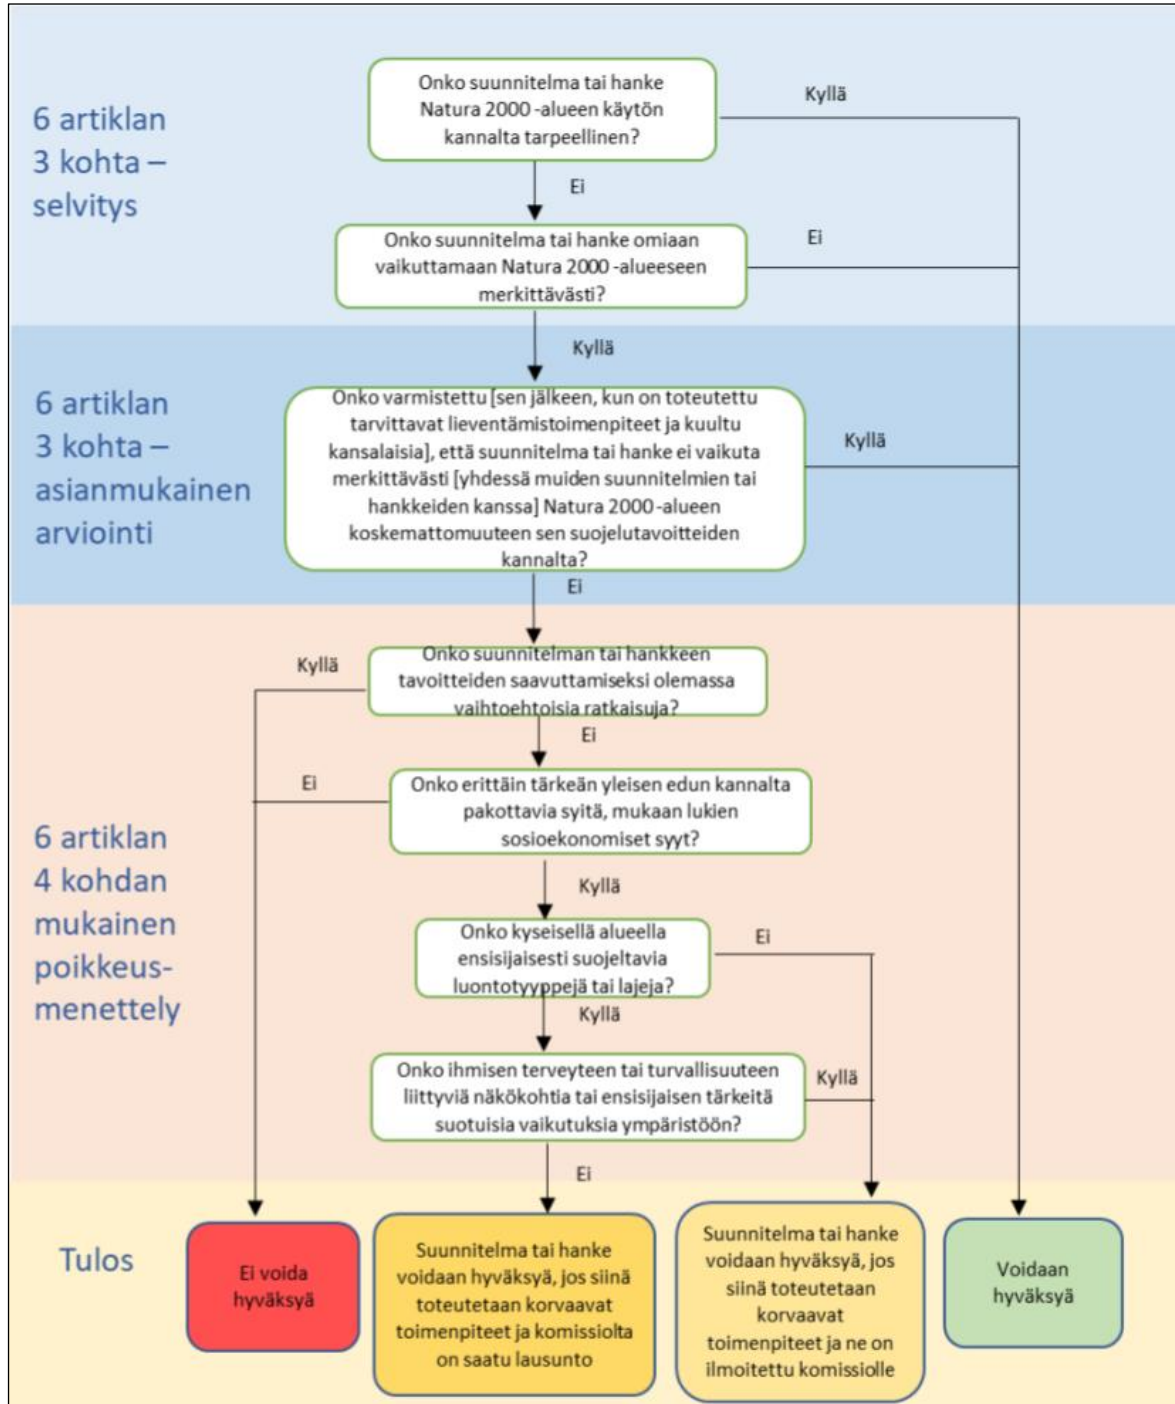 6 artiklan
3 kohta –
selvitys
Onko suunnitelma tai hanke
Natura 2000 -alueen käytön
kannalta tarpeellinen?
Kyllä
Ei
Onko suunnitelma tai hanke omiaan
vaikuttamaan Natura 2000 -alueeseen
merkittävästi?
Ei
Kyllä
6 artiklan
3 kohta –
asianmukainen
arviointi
Onko varmistettu [sen jälkeen, kun on toteutettu
tarvittavat lieventämistoimenpiteet ja kuultu
kansalaisia], että suunnitelma tai hanke ei vaikuta
merkittävästi [yhdessä muiden suunnitelmien tai
hankkeiden kanssa] Natura 2000 -alueen
koskemattomuuteen sen suojelutavoitteiden
kannalta?
Kyllä
Ei
6 artiklan
4 kohdan
mukainen
poikkeus-
menettely
Onko suunnitelman tai hankkeen
tavoitteiden saavuttamiseksi olemassa
vaihtoehtoisia ratkaisuja?
Kyllä
Ei
Onko erittäin tärkeän yleisen edun kannalta
pakottavia syitä, mukaan lukien
sosioekonomiset syyt?
Ei
Kyllä
Onko kyseisellä alueella
ensisijaisesti suojeltavia
luontotyyppejä tai lajeja?
Ei
Kyllä
Onko ihmisen terveyteen tai turvallisuuteen
liittyviä näkökohtia tai ensisijaisen tärkeitä
suotuisia vaikutuksia ympäristöön?
Kyllä
Ei
Tulos
Ei voida
hyväksyä
Suunnitelma tai hanke
voidaan hyväksyä, jos siinä
toteutetaan korvaavat
toimenpiteet ja komissiolta
on saatu lausunto
Suunnitelma tai hanke
voidaan hyväksyä, jos
siinä toteutetaan
korvaavat
toimenpiteet ja ne on
ilmoitettu komissiolle
Voidaan
hyväksyä